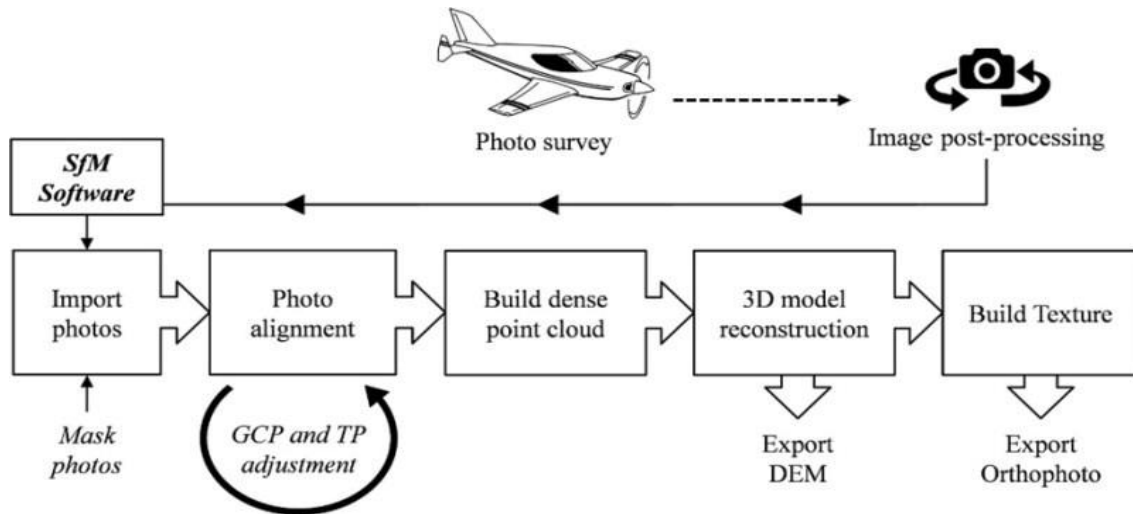 Photo survey
Image post-processing
SfM
Software
Import
photos
Photo
alignment
Build dense
point cloud
3D model
reconstruction
Build Texture
Mask
photos
GCP and TP
adjustment
Export
DEM
Export
Orthophoto